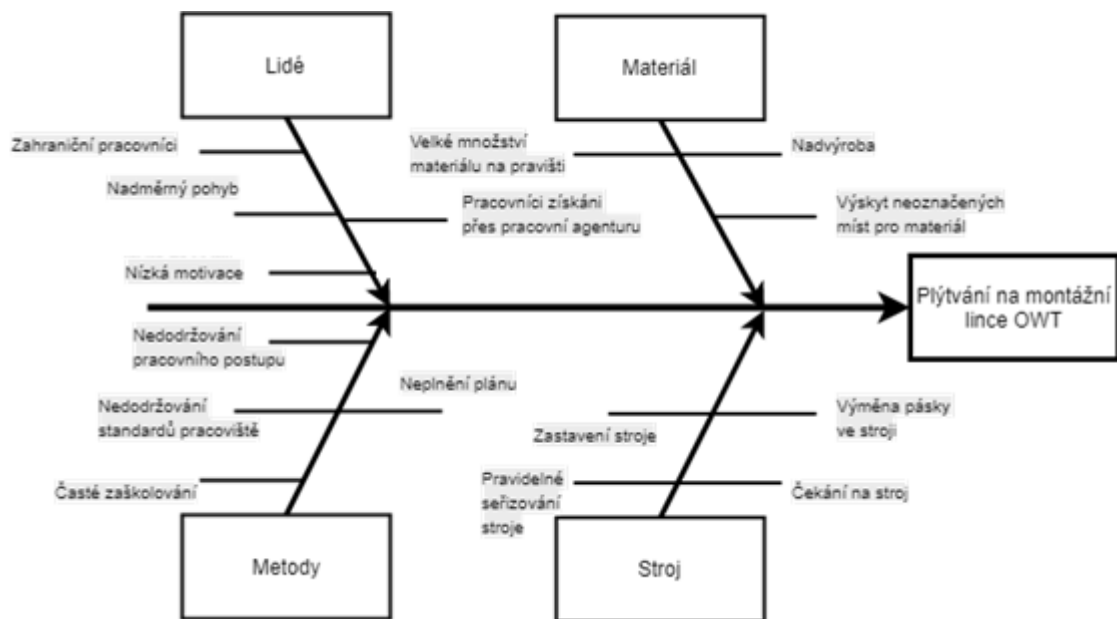 Lidé
Materiál
Zahraniční pracovníci
Velké množství
materiálu na pravišti
Nadvýroba
Nadměrný pohyb
Pracovníci získáni
přes pracovní agenturu
Výskyt neoznačených
míst pro materiál
Nízká motivace
Plýtvání na montážní
lince OWT
Nedodržování
pracovního postupu
Neplnění plánu
Nedodržování
standardů pracoviště
Zastavení stroje
Výměna pásky
ve stroji
Časté zaškolování
Pravidelné
seřizování
stroje
Čekání na stroj
Metody
Stroj